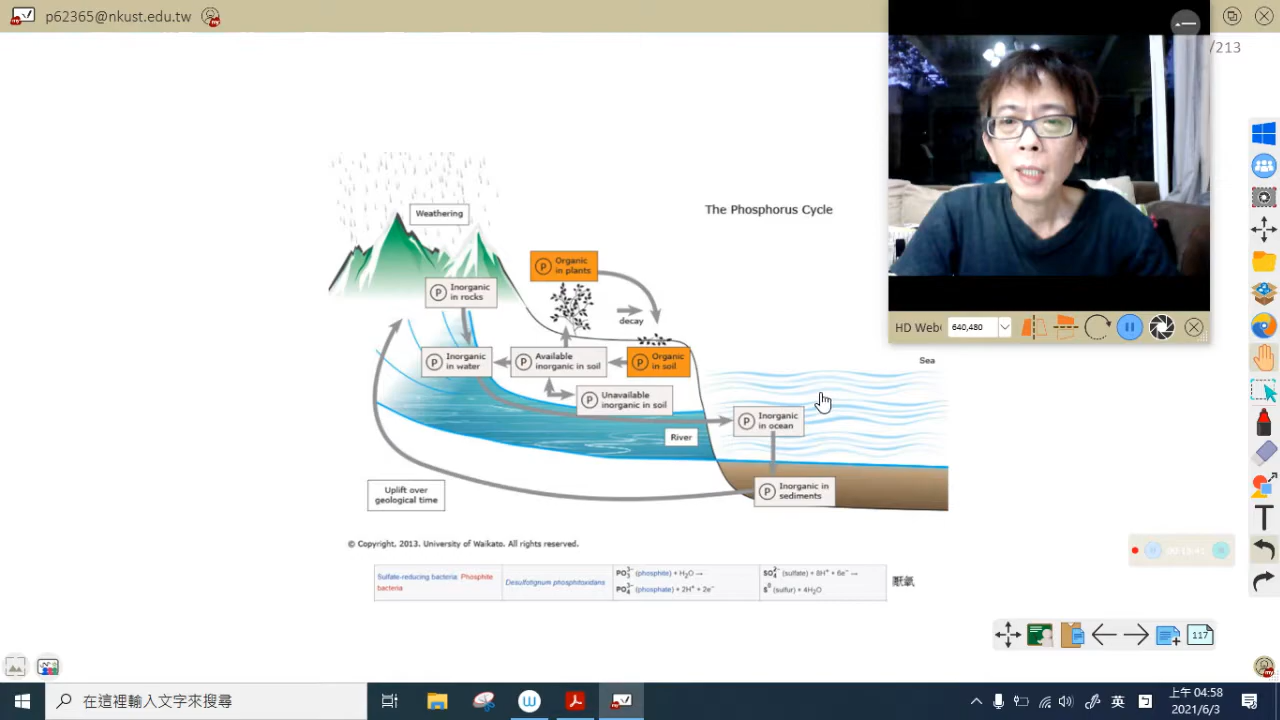 p62365@nkust.edu.tw
/213
Weathering
The Phosphorus Cycle
P Organic
in plants
P Inorganic
in rocks
decay
HD Web
640,480
P Inorganic
in water
P Available
inorganic in soil
P Organic
in soil
Sea
P Unavailable
inorganic in soil
P Inorganic
in ocean
River
Uplift over
geological time
P Inorganic in
sediments
© Copyright, 2013. University of Waikato. All rights reserved.
Sulfate-reducing bacteria: Phosphite
bacteria
Desulfotignum phosphitoxidans
PO₃³⁻ (phosphite) + H₂O →
PO₄³⁻ (phosphate) + 2H⁺ + 2e⁻
SO₄²⁻ (sulfate) + 8H⁺ + 6e⁻ →
S⁰ (sulfur) + 4H₂O
厭氧
117
在這裡輸入文字來搜尋
英
上午 04:58
2021/6/3